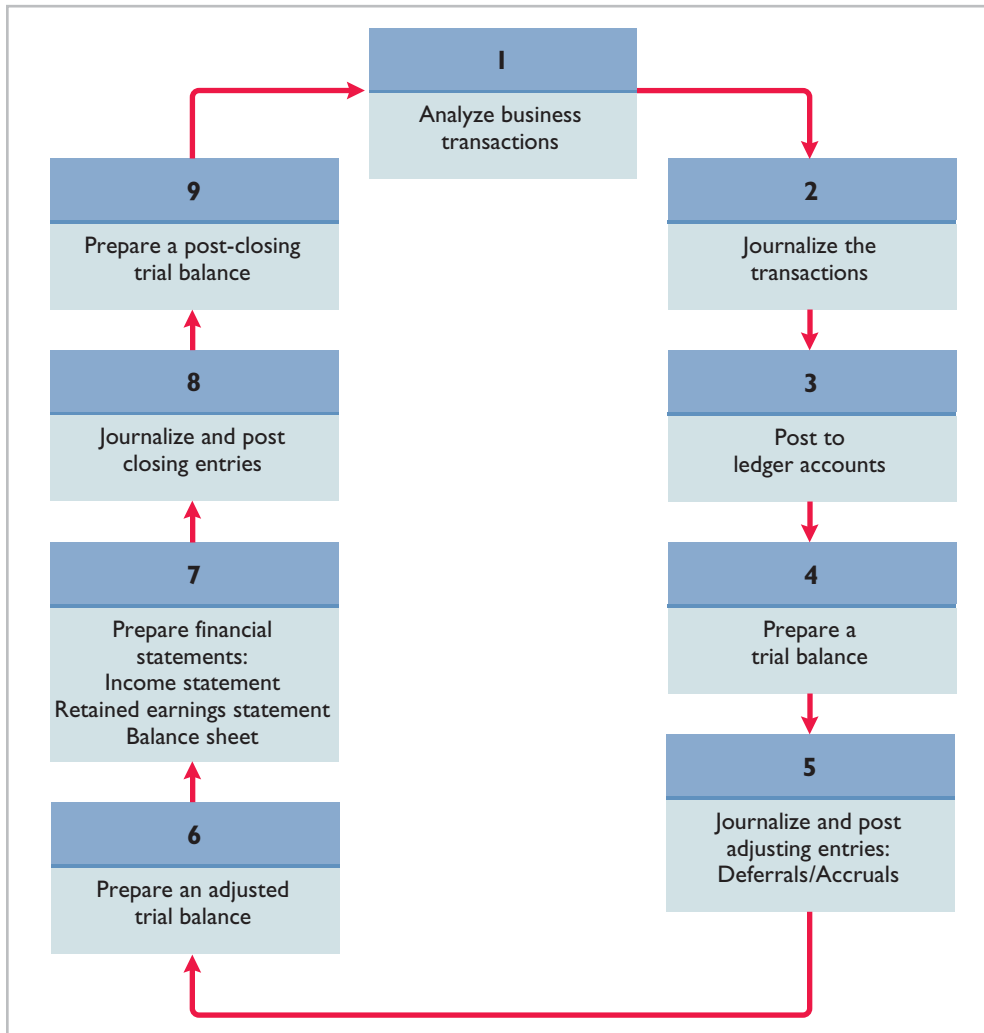 1
Analyze business
transactions
2
Journalize the
transactions
3
Post to
ledger accounts
4
Prepare a
trial balance
5
Journalize and post
adjusting entries:
Deferrals/Accruals
6
Prepare an adjusted
trial balance
7
Prepare financial
statements:
Income statement
Retained earnings statement
Balance sheet
8
Journalize and post
closing entries
9
Prepare a post-closing
trial balance